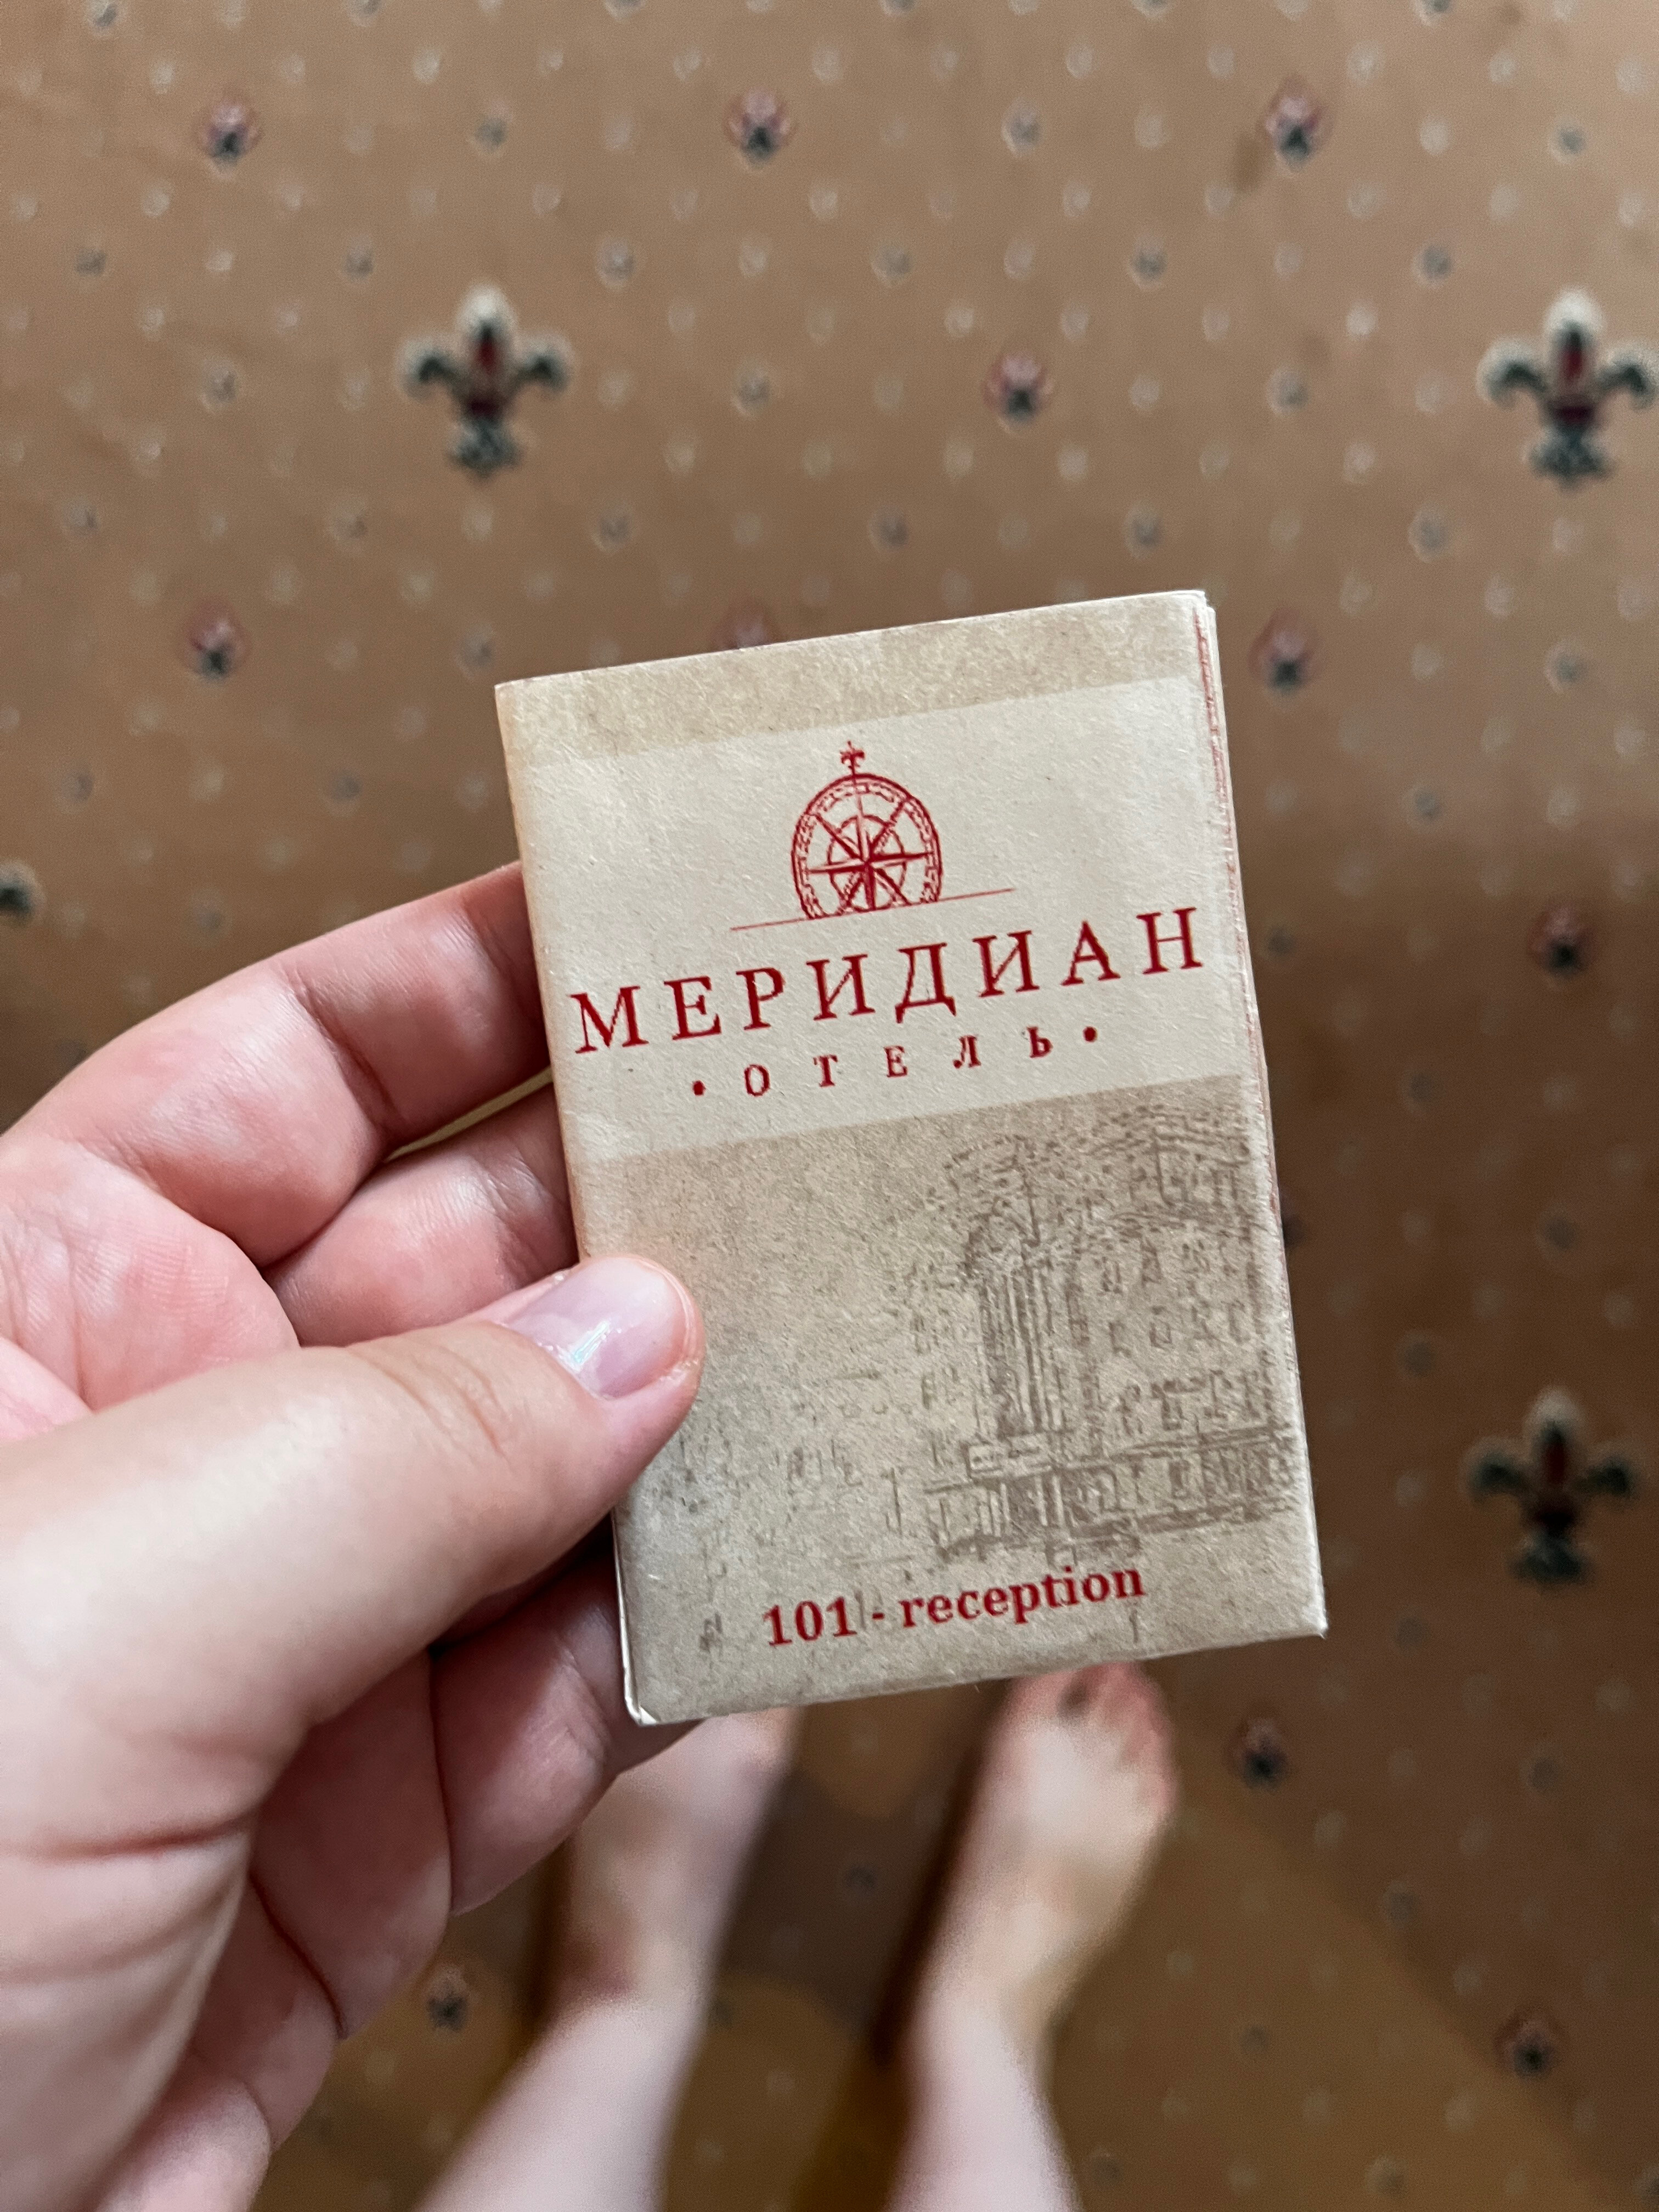 МЕРИДИАН
• ОТЕЛЬ •
101 - reception